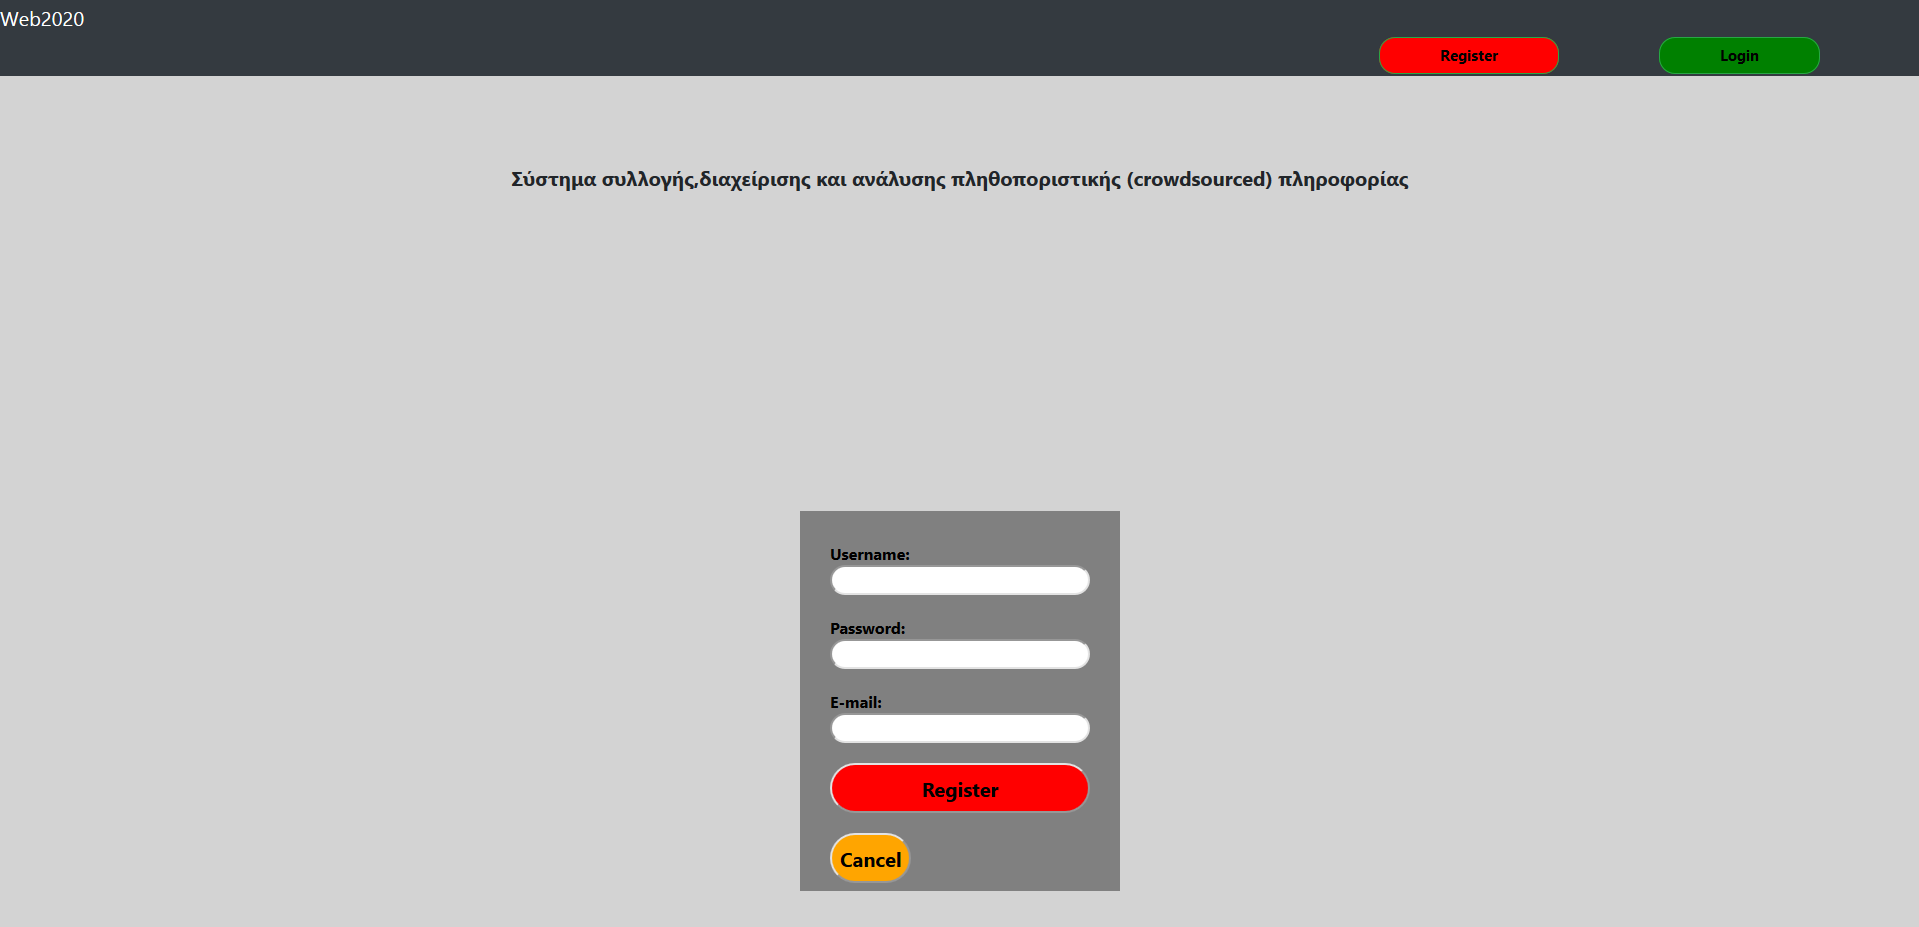 Web2020
Register
Login
Σύστημα συλλογής,διαχείρισης και ανάλυσης πληθοποριστικής (crowdsourced) πληροφορίας
Username:
Password:
E-mail:
Register
Cancel